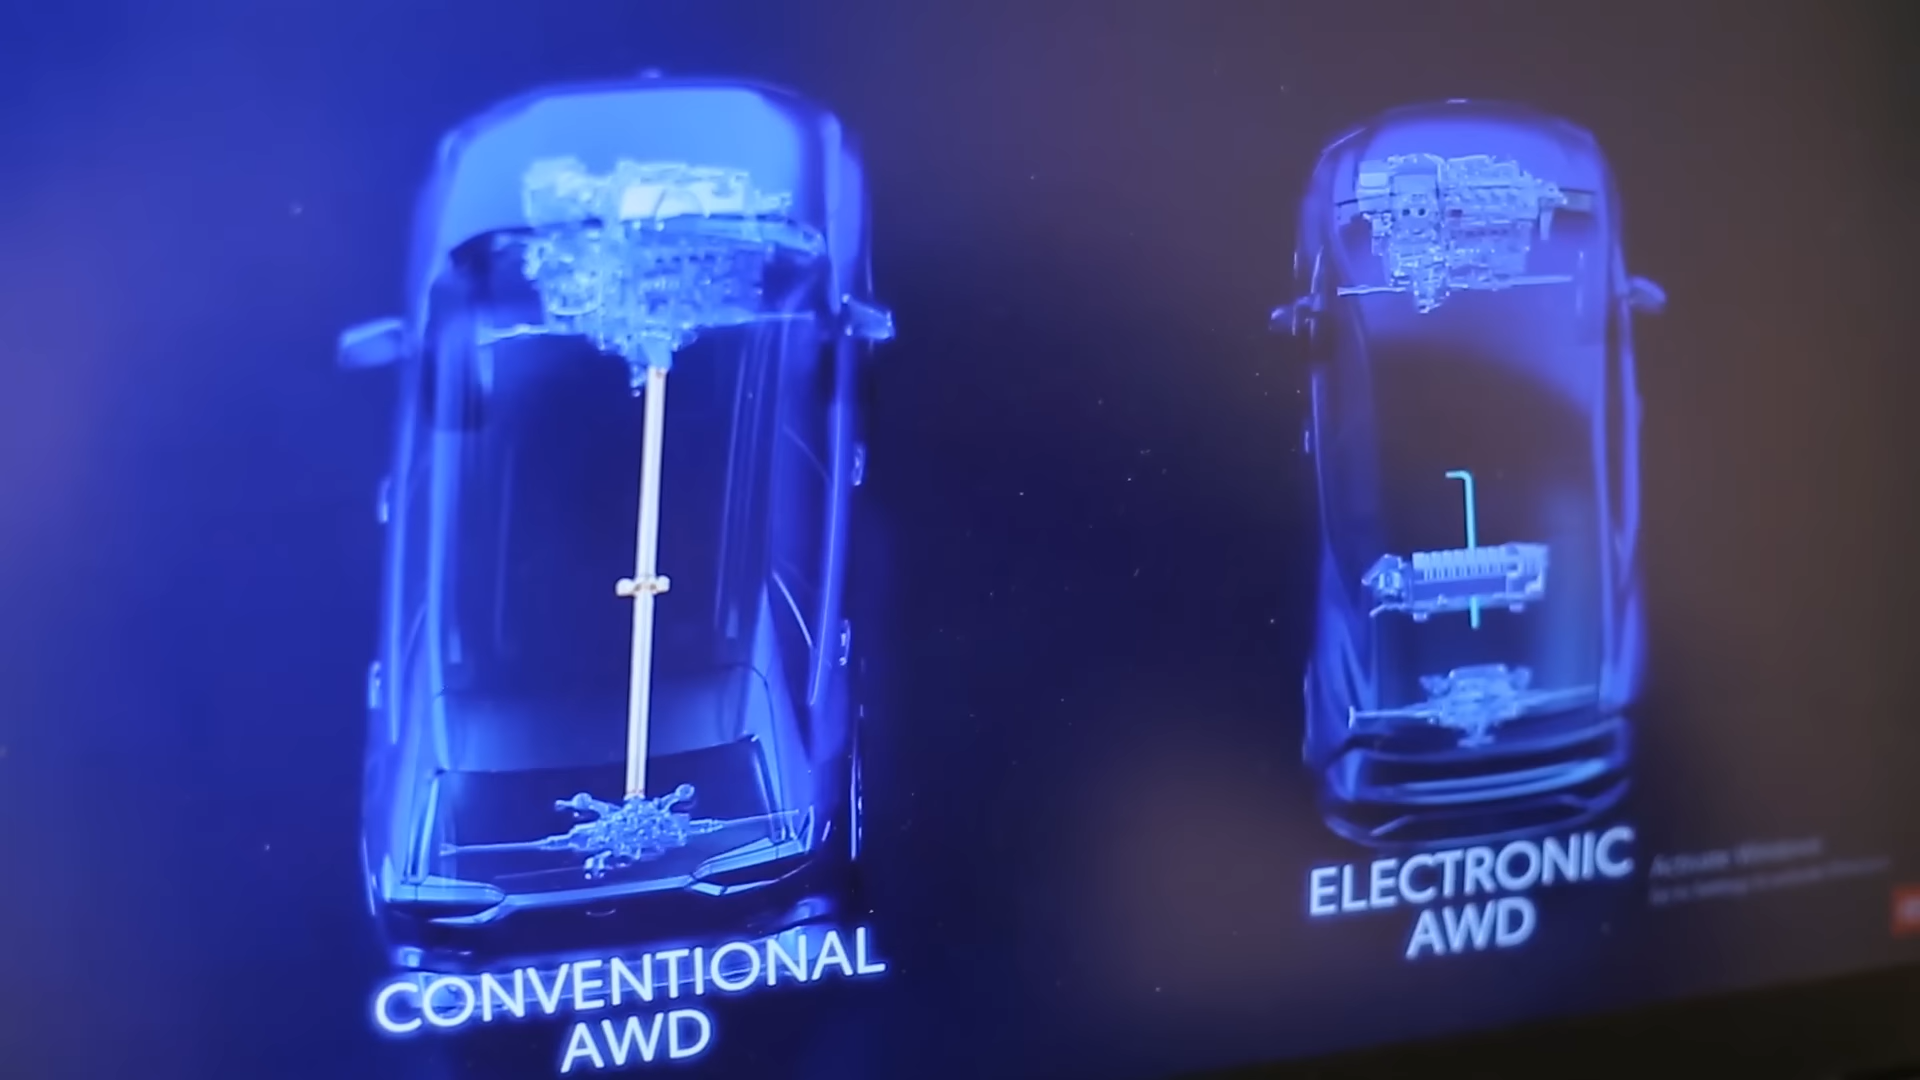 CONVENTIONAL
AWD
ELECTRONIC
AWD
Activate Windows